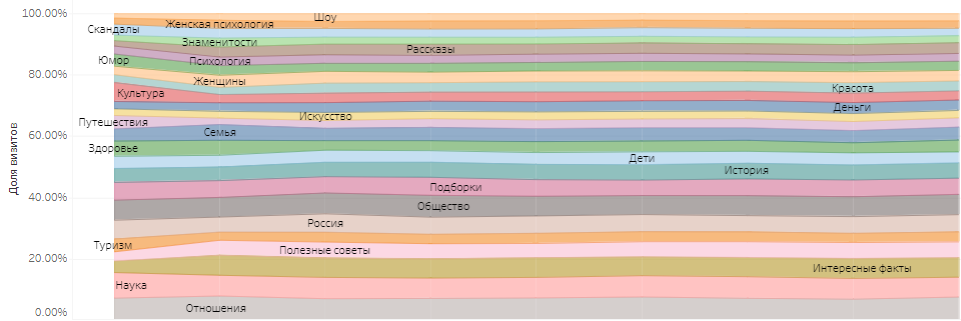 100.00%
Шоу
Женская психология
Скандалы
Знаменитости
Рассказы
Юмор
Психология
80.00%
Женщины
Красота
Культура
Деньги
Искусство
Путешествия
60.00%
Семья
Здоровье
Дети
История
Подборки
40.00%
Общество
Россия
Туризм
Полезные советы
20.00%
Интересные факты
Наука
Отношения
0.00%
Доля визитов